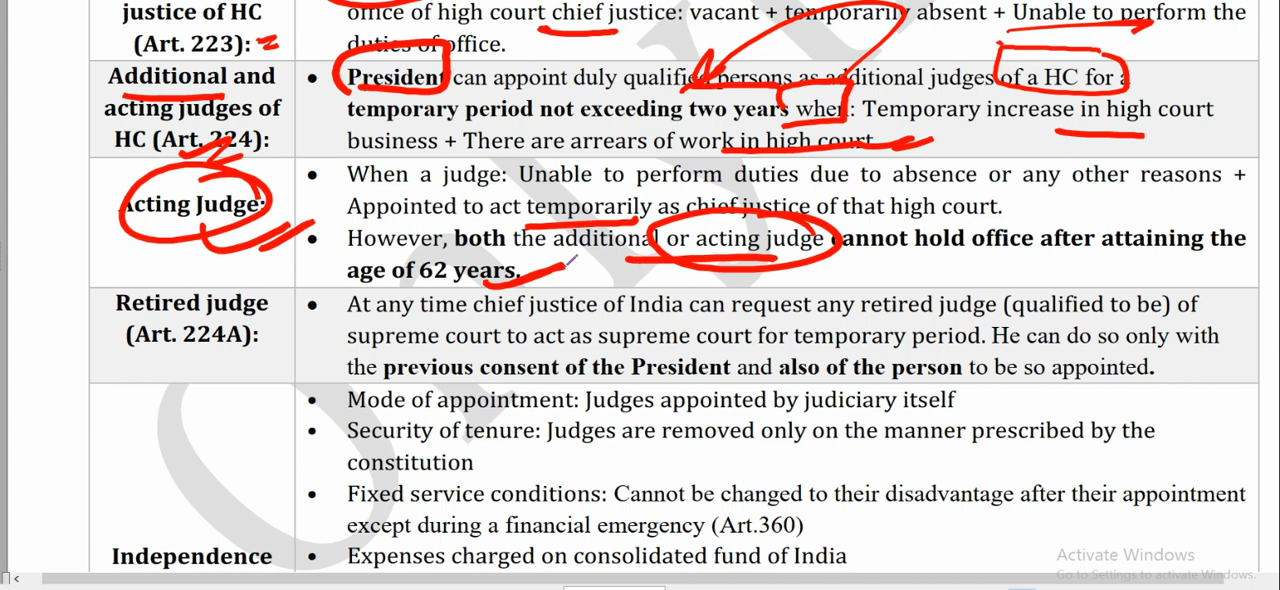 justice of HC
(Art. 223):
office of high court chief justice: vacant + temporarily absent + Unable to perform the
duties of office.
Additional and
acting judges of
HC (Art. 224):
• President can appoint duly qualified persons as additional judges of a HC for a
temporary period not exceeding two years when: Temporary increase in high court
business + There are arrears of work in high court
Acting Judge:
• When a judge: Unable to perform duties due to absence or any other reasons +
Appointed to act temporarily as chief justice of that high court.
• However, both the additional or acting judge cannot hold office after attaining the
age of 62 years.
Retired judge
(Art. 224A):
• At any time chief justice of India can request any retired judge (qualified to be) of
supreme court to act as supreme court for temporary period. He can do so only with
the previous consent of the President and also of the person to be so appointed.
• Mode of appointment: Judges appointed by judiciary itself
• Security of tenure: Judges are removed only on the manner prescribed by the
constitution
• Fixed service conditions: Cannot be changed to their disadvantage after their appointment
except during a financial emergency (Art.360)
Independence
• Expenses charged on consolidated fund of India
Activate Windows
Go to Settings to activate Windows.